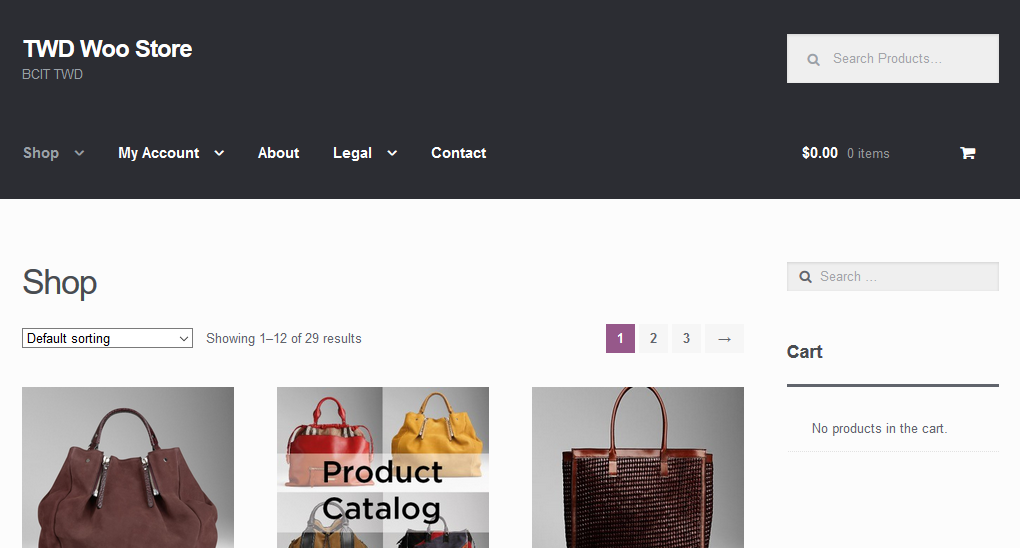 TWD Woo Store
BCIT TWD
Search Products…
Shop My Account About Legal Contact
$0.00 0 items
Shop
Default sorting
Showing 1–12 of 29 results
1 2 3 →
Product
Catalog
Search …
Cart
No products in the cart.